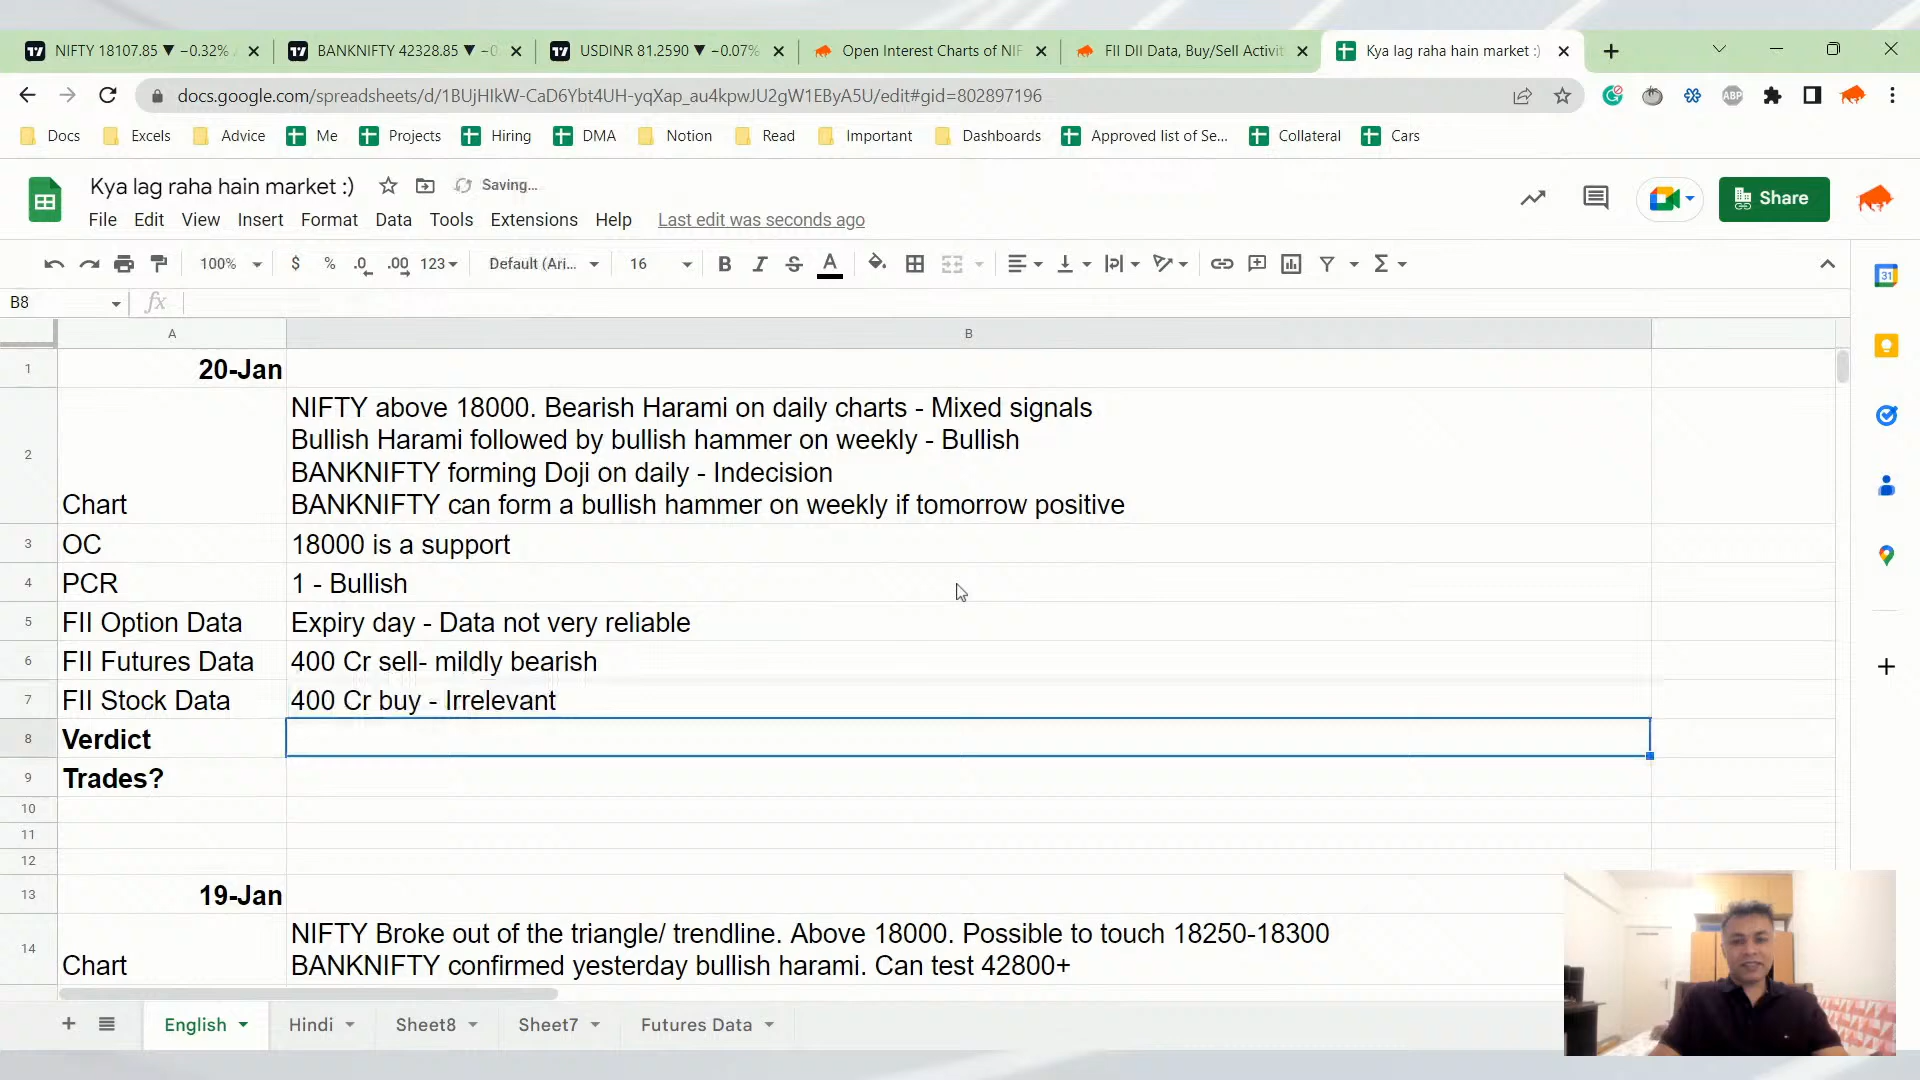 NIFTY 18107.85 ▼ −0.32%
BANKNIFTY 42328.85 ▼ −0
USDINR 81.2590 ▼ −0.07%
Open Interest Charts of NIF
FII DII Data, Buy/Sell Activit
Kya lag raha hain market :)
docs.google.com/spreadsheets/d/1BUjHIkW-CaD6Ybt4UH-yqXap_au4kpwJU2gW1EByA5U/edit#gid=802897196
ABP
Docs
Excels
Advice
Me
Projects
Hiring
DMA
Notion
Read
Important
Dashboards
Approved list of Se...
Collateral
Cars
Kya lag raha hain market :)
Saving...
Share
File Edit View Insert Format Data Tools Extensions Help Last edit was seconds ago
100% $ % .0 .00 123 Default (Ari... 16 B I S A
31
B8 fx
A B
1 20-Jan
NIFTY above 18000. Bearish Harami on daily charts - Mixed signals
Bullish Harami followed by bullish hammer on weekly - Bullish
2 BANKNIFTY forming Doji on daily - Indecision
Chart BANKNIFTY can form a bullish hammer on weekly if tomorrow positive
3 OC 18000 is a support
4 PCR 1 - Bullish
5 FII Option Data Expiry day - Data not very reliable
6 FII Futures Data 400 Cr sell- mildly bearish
7 FII Stock Data 400 Cr buy - Irrelevant
8 Verdict
9 Trades?
10
11
12
13 19-Jan
14 NIFTY Broke out of the triangle/ trendline. Above 18000. Possible to touch 18250-18300
Chart BANKNIFTY confirmed yesterday bullish harami. Can test 42800+
English Hindi Sheet8 Sheet7 Futures Data